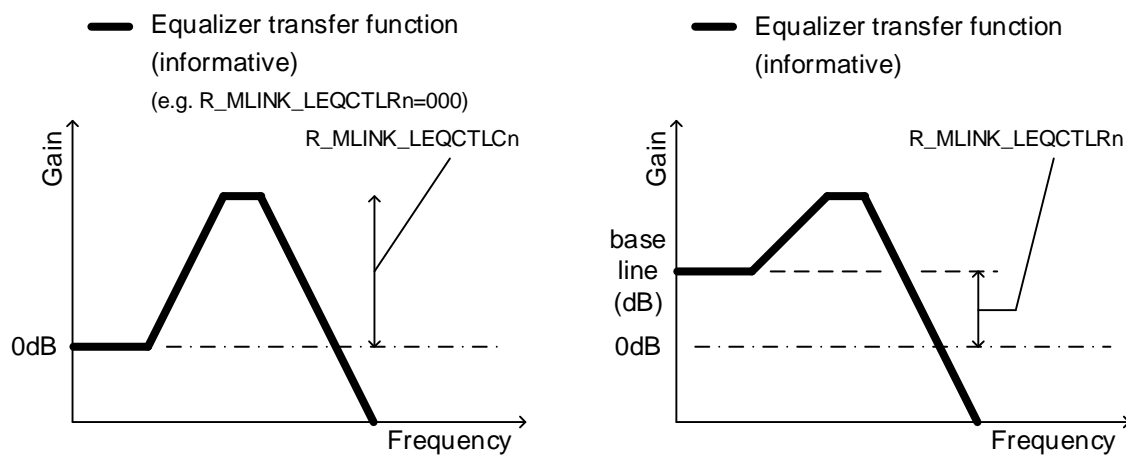 Equalizer transfer function
(informative)
(e.g. R_MLINK_LEQCTLRn=000)
R_MLINK_LEQCTLCn
Gain
0dB
Frequency
Equalizer transfer function
(informative)
R_MLINK_LEQCTLRn
Gain
base
line
(dB)
0dB
Frequency